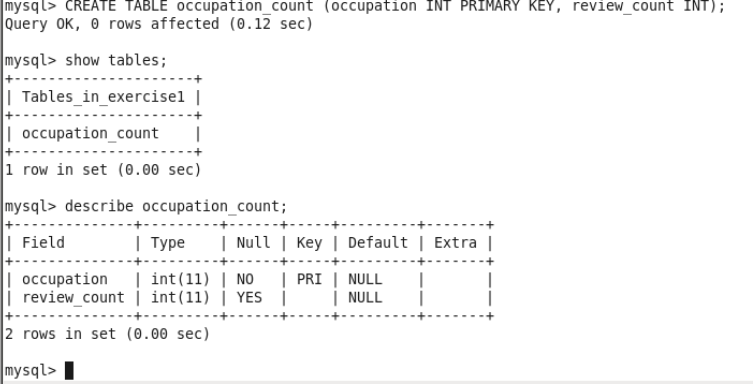 mysql> CREATE TABLE occupation_count (occupation INT PRIMARY KEY, review_count INT);
Query OK, 0 rows affected (0.12 sec)
mysql> show tables;
+---------------------+
| Tables_in_exercise1 |
+---------------------+
| occupation_count    |
+---------------------+
1 row in set (0.00 sec)
mysql> describe occupation_count;
+--------------+---------+------+-----+---------+-------+
| Field        | Type    | Null | Key | Default | Extra |
+--------------+---------+------+-----+---------+-------+
| occupation   | int(11) | NO   | PRI | NULL    |       |
| review_count | int(11) | YES  |     | NULL    |       |
+--------------+---------+------+-----+---------+-------+
2 rows in set (0.00 sec)
mysql>